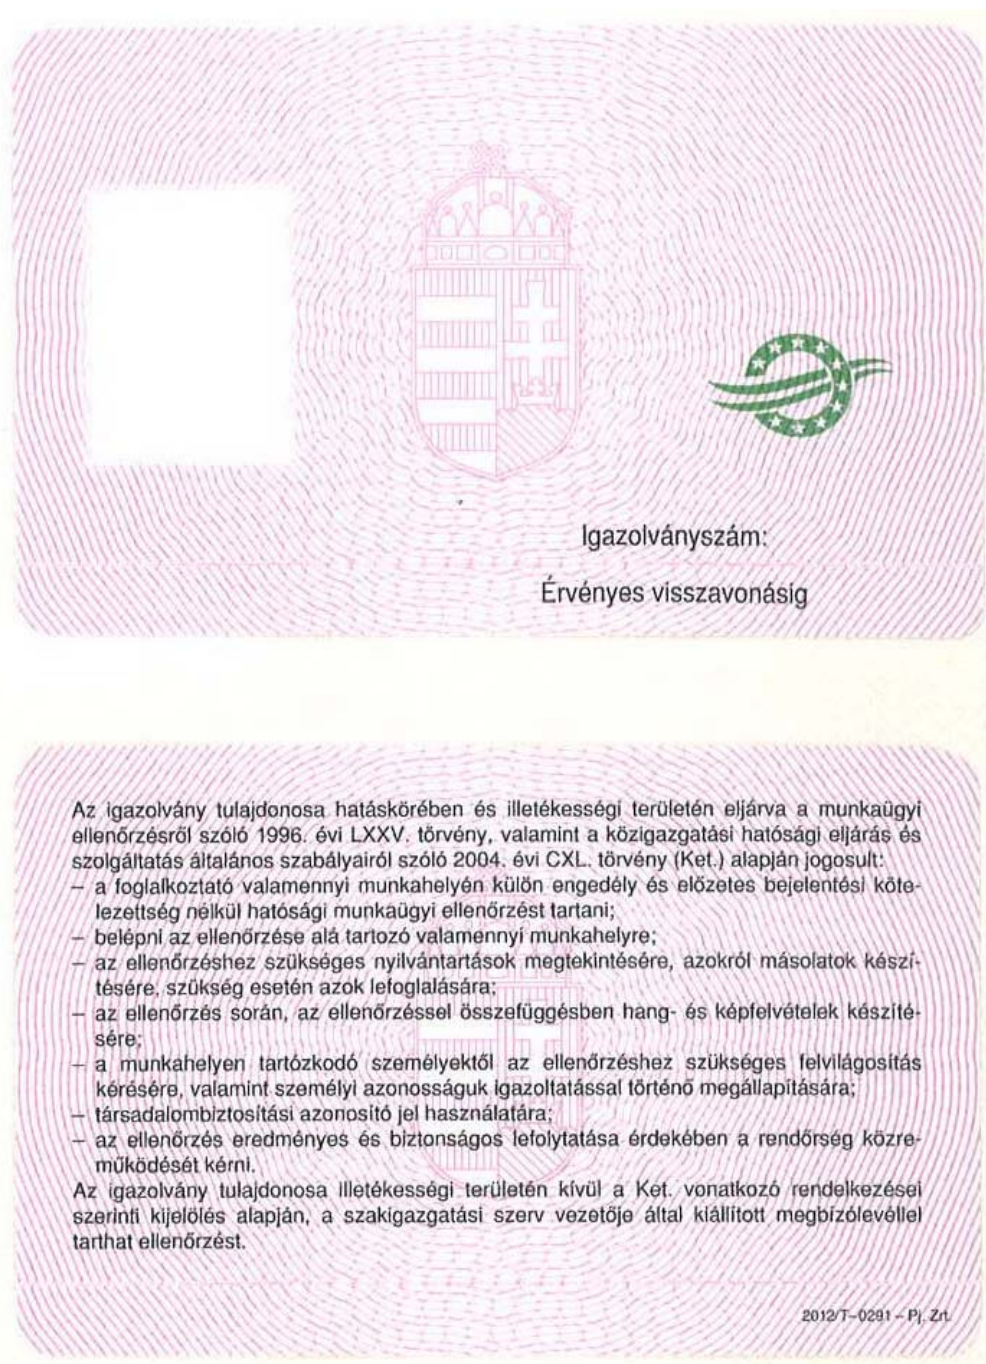 Igazolványszám:
Érvényes visszavonásig
Az igazolvány tulajdonosa hatáskörében és illetékességi területén eljárva a munkaügyi
ellenőrzésről szóló 1996. évi LXXV. törvény, valamint a közigazgatási hatósági eljárás és
szolgáltatás általános szabályairól szóló 2004. évi CXL. törvény (Ket.) alapján jogosult:
– a foglalkoztató valamennyi munkahelyén külön engedély és előzetes bejelentési köte-
lezettség nélkül hatósági munkaügyi ellenőrzést tartani;
– belépni az ellenőrzése alá tartozó valamennyi munkahelyre;
– az ellenőrzéshez szükséges nyilvántartások megtekintésére, azokról másolatok készí-
tésére, szükség esetén azok lefoglalására;
– az ellenőrzés során, az ellenőrzéssel összefüggésben hang- és képfelvételek készíté-
sére;
– a munkahelyen tartózkodó személyektől az ellenőrzéshez szükséges felvilágosítás
kérésére, valamint személyi azonosságuk igazoltatással történő megállapítására;
– társadalombiztosítási azonosító jel használatára;
– az ellenőrzés eredményes és biztonságos lefolytatása érdekében a rendőrség közre-
működését kérni.
Az igazolvány tulajdonosa illetékességi területén kívül a Ket. vonatkozó rendelkezései
szerinti kijelölés alapján, a szakigazgatási szerv vezetője által kiállított megbízólevéllel
tarthat ellenőrzést.
2012/T–0291 – Pj. Zrt.